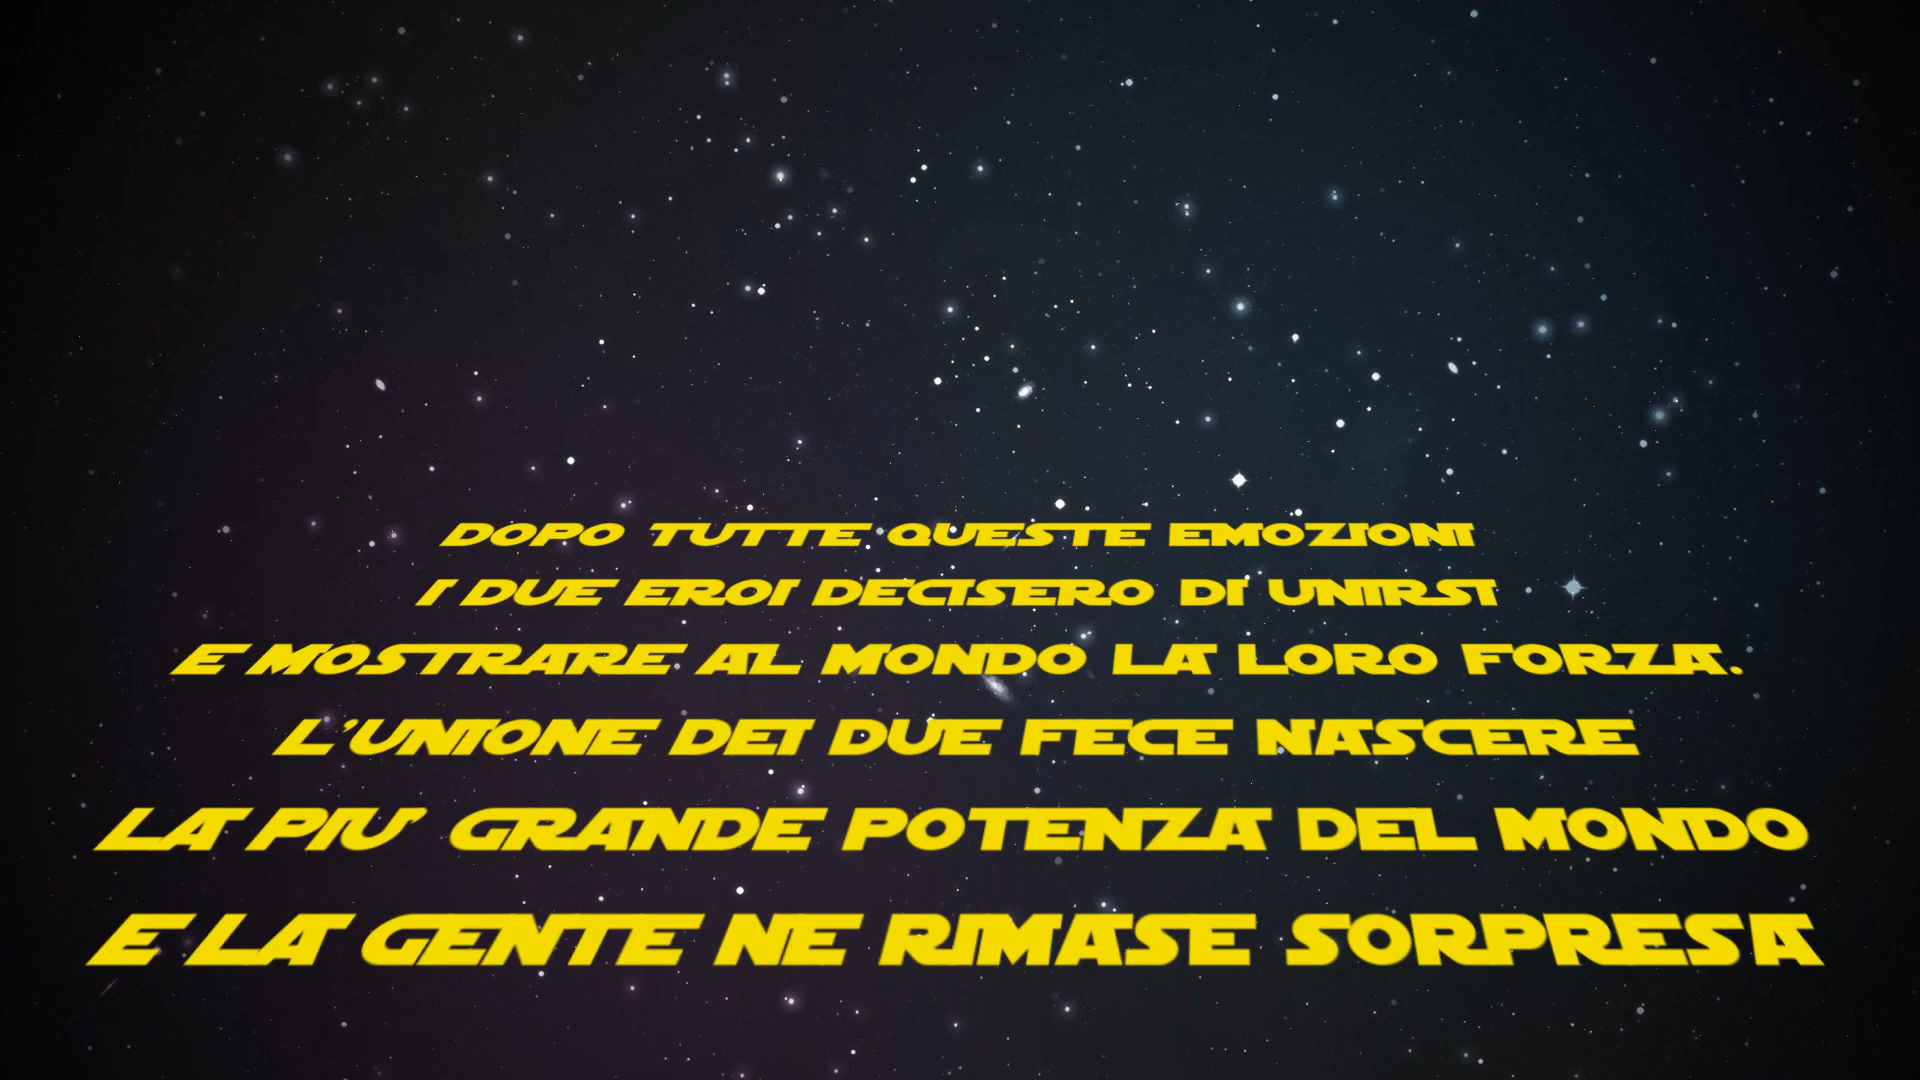 DOPO TUTTE QUESTE EMOZIONI
I DUE EROI DECISERO DI UNIRSI
E MOSTRARE AL MONDO LA LORO FORZA.
L'UNIONE DEI DUE FECE NASCERE
LA PIU' GRANDE POTENZA DEL MONDO
E LA GENTE NE RIMASE SORPRESA